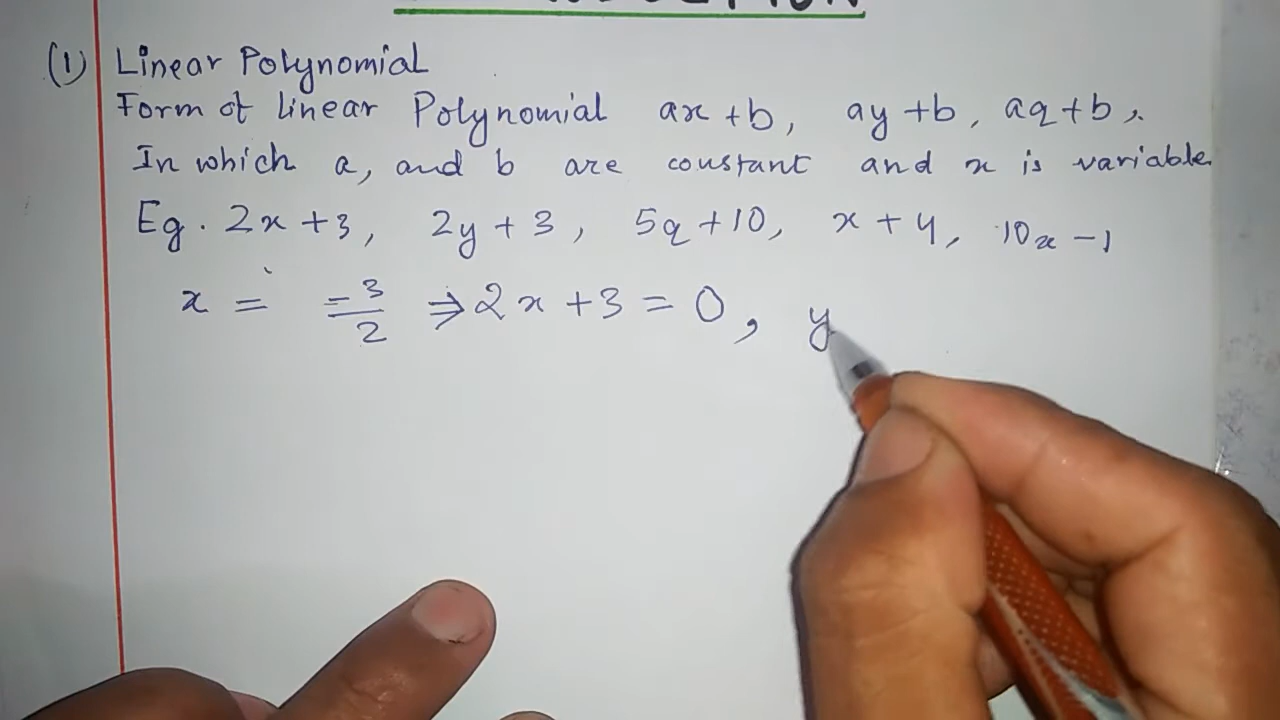 (1) Linear Polynomial
Form of linear Polynomial ax + b, ay + b, aq + b,
In which a, and b are constant and x is variable
Eg. 2x + 3, 2y + 3, 5q + 10, x + 4, 10x - 1
x = -3/2 ⇒ 2x + 3 = 0, y